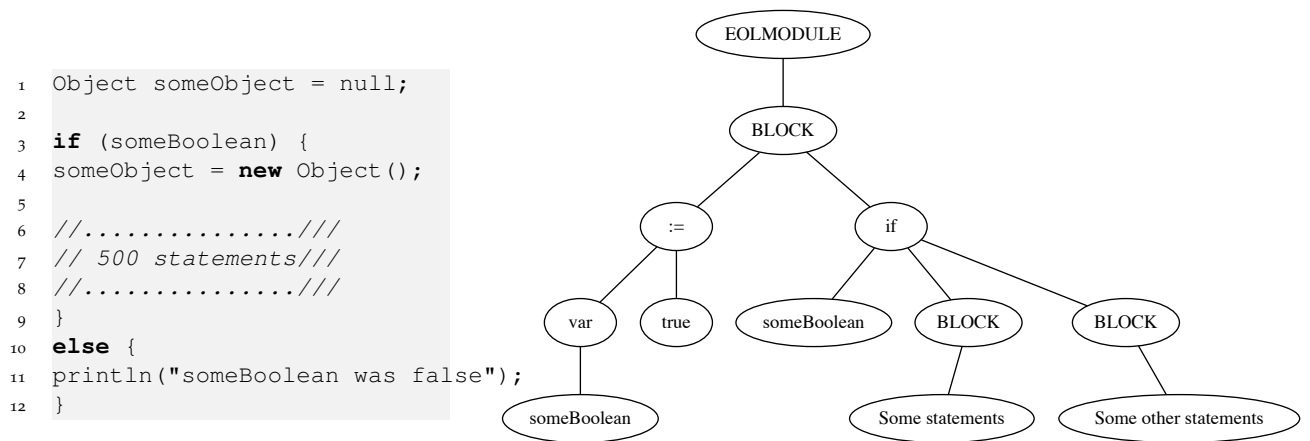 1 Object someObject = null;
2
3 if (someBoolean) {
4 someObject = new Object();
5
6 //...............///
7 // 500 statements///
8 //...............///
9 }
10 else {
11 println("someBoolean was false");
12 }
EOLMODULE
BLOCK
:= if
var true someBoolean BLOCK BLOCK
someBoolean Some statements Some other statements